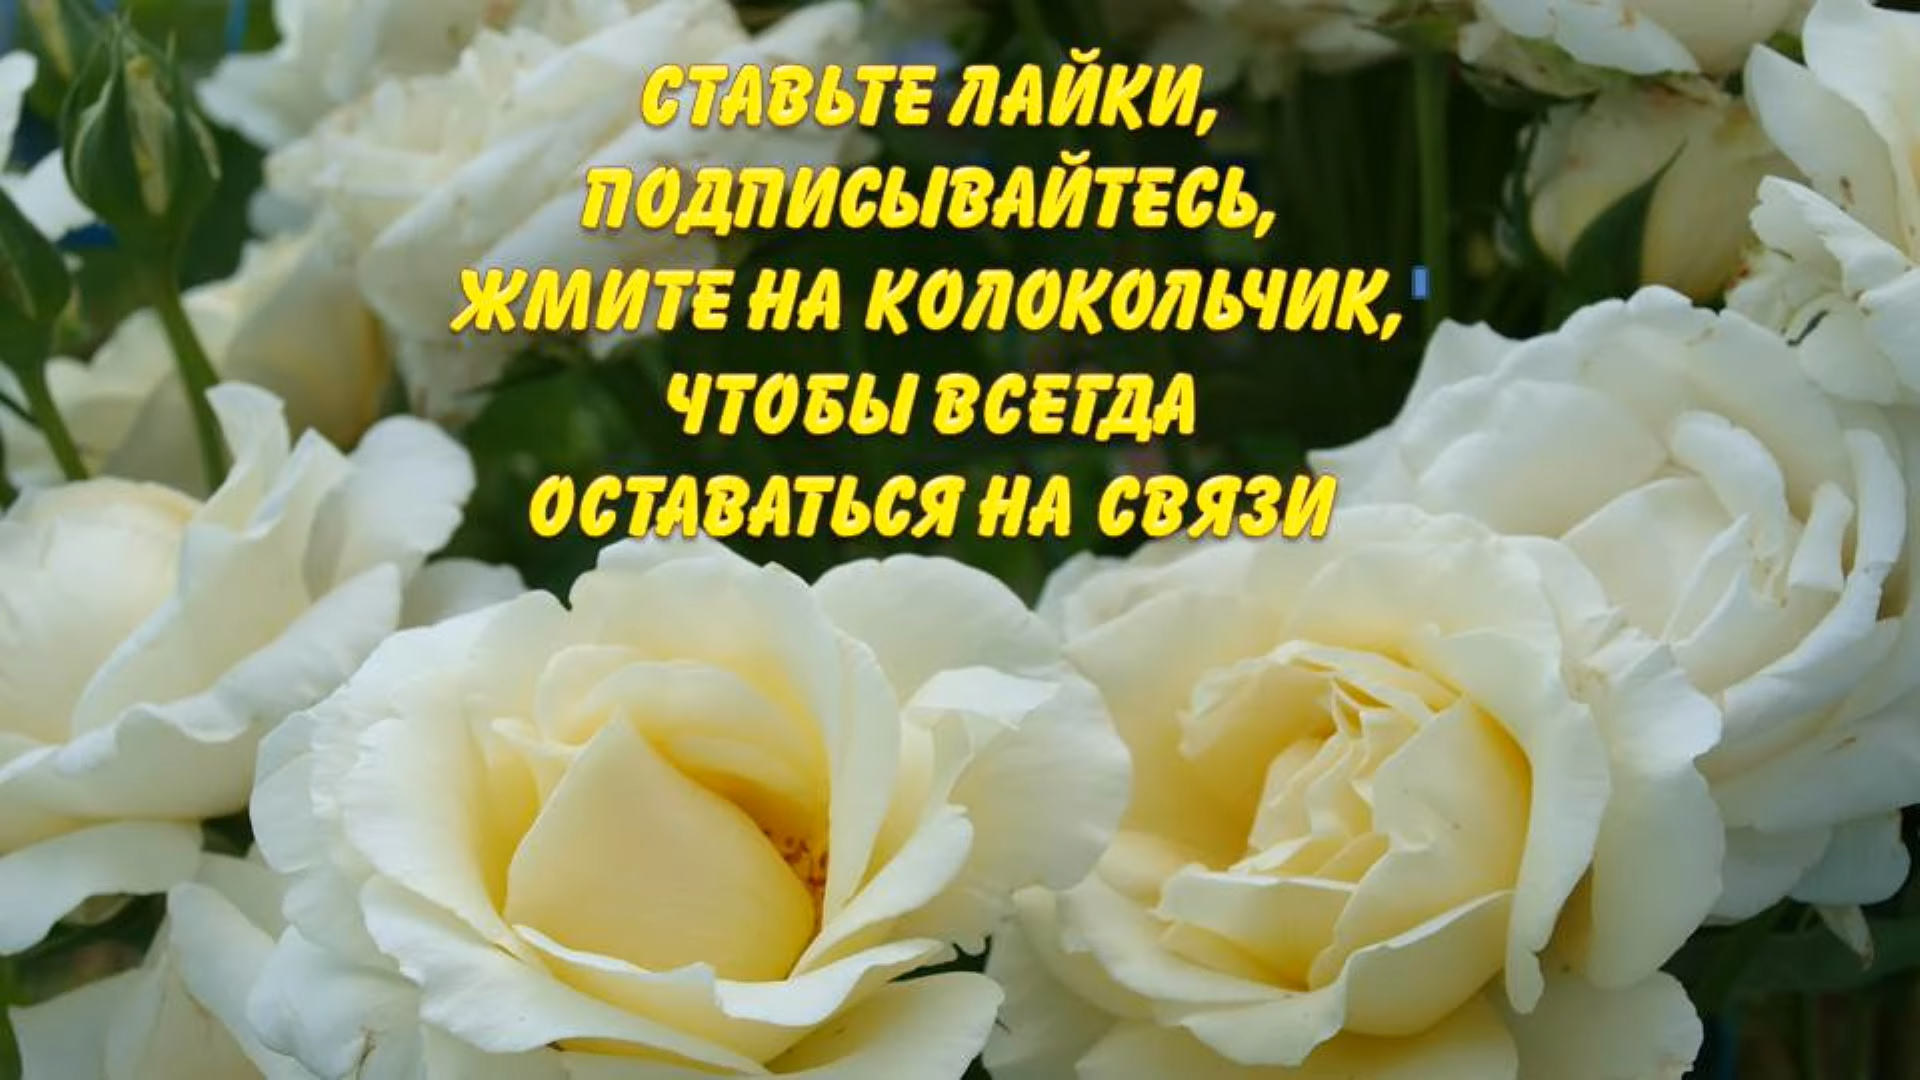 СТАВЬТЕ ЛАЙКИ,
ПОДПИСЫВАЙТЕСЬ,
ЖМИТЕ НА КОЛОКОЛЬЧИК,
ЧТОБЫ ВСЕГДА
ОСТАВАТЬСЯ НА СВЯЗИ